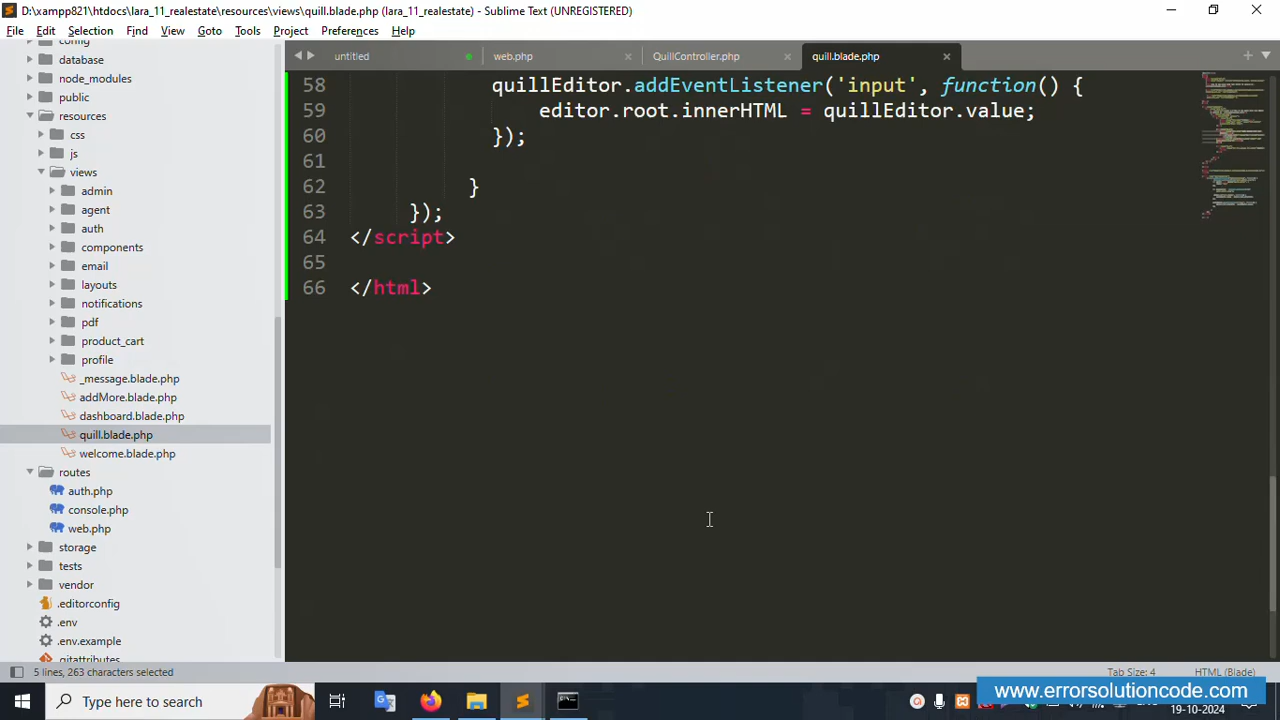 D:\xampp821\htdocs\lara_11_realestate\resources\views\quill.blade.php (lara_11_realestate) - Sublime Text (UNREGISTERED)
File Edit Selection Find View Goto Tools Project Preferences Help
config
database
node_modules
public
resources
css
js
views
admin
agent
auth
components
email
layouts
notifications
pdf
product_cart
profile
_message.blade.php
addMore.blade.php
dashboard.blade.php
quill.blade.php
welcome.blade.php
routes
auth.php
console.php
web.php
storage
tests
vendor
.editorconfig
.env
.env.example
.gitattributes
untitled web.php QuillController.php quill.blade.php
58 quillEditor.addEventListener('input', function() {
59 editor.root.innerHTML = quillEditor.value;
60 });
61
62 }
63 });
64 </script>
65
66 </html>
5 lines, 263 characters selected Tab Size: 4 HTML (Blade)
Type here to search
www.errorsolutioncode.com
19-10-2024